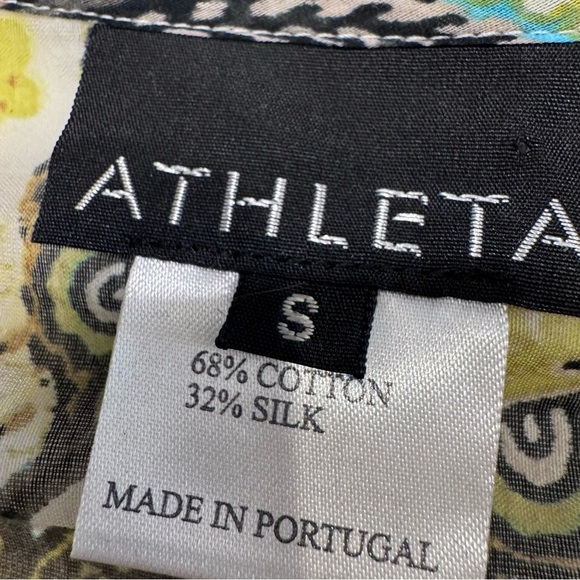 ATHLETA
S
68% COTTON
32% SILK
MADE IN PORTUGAL